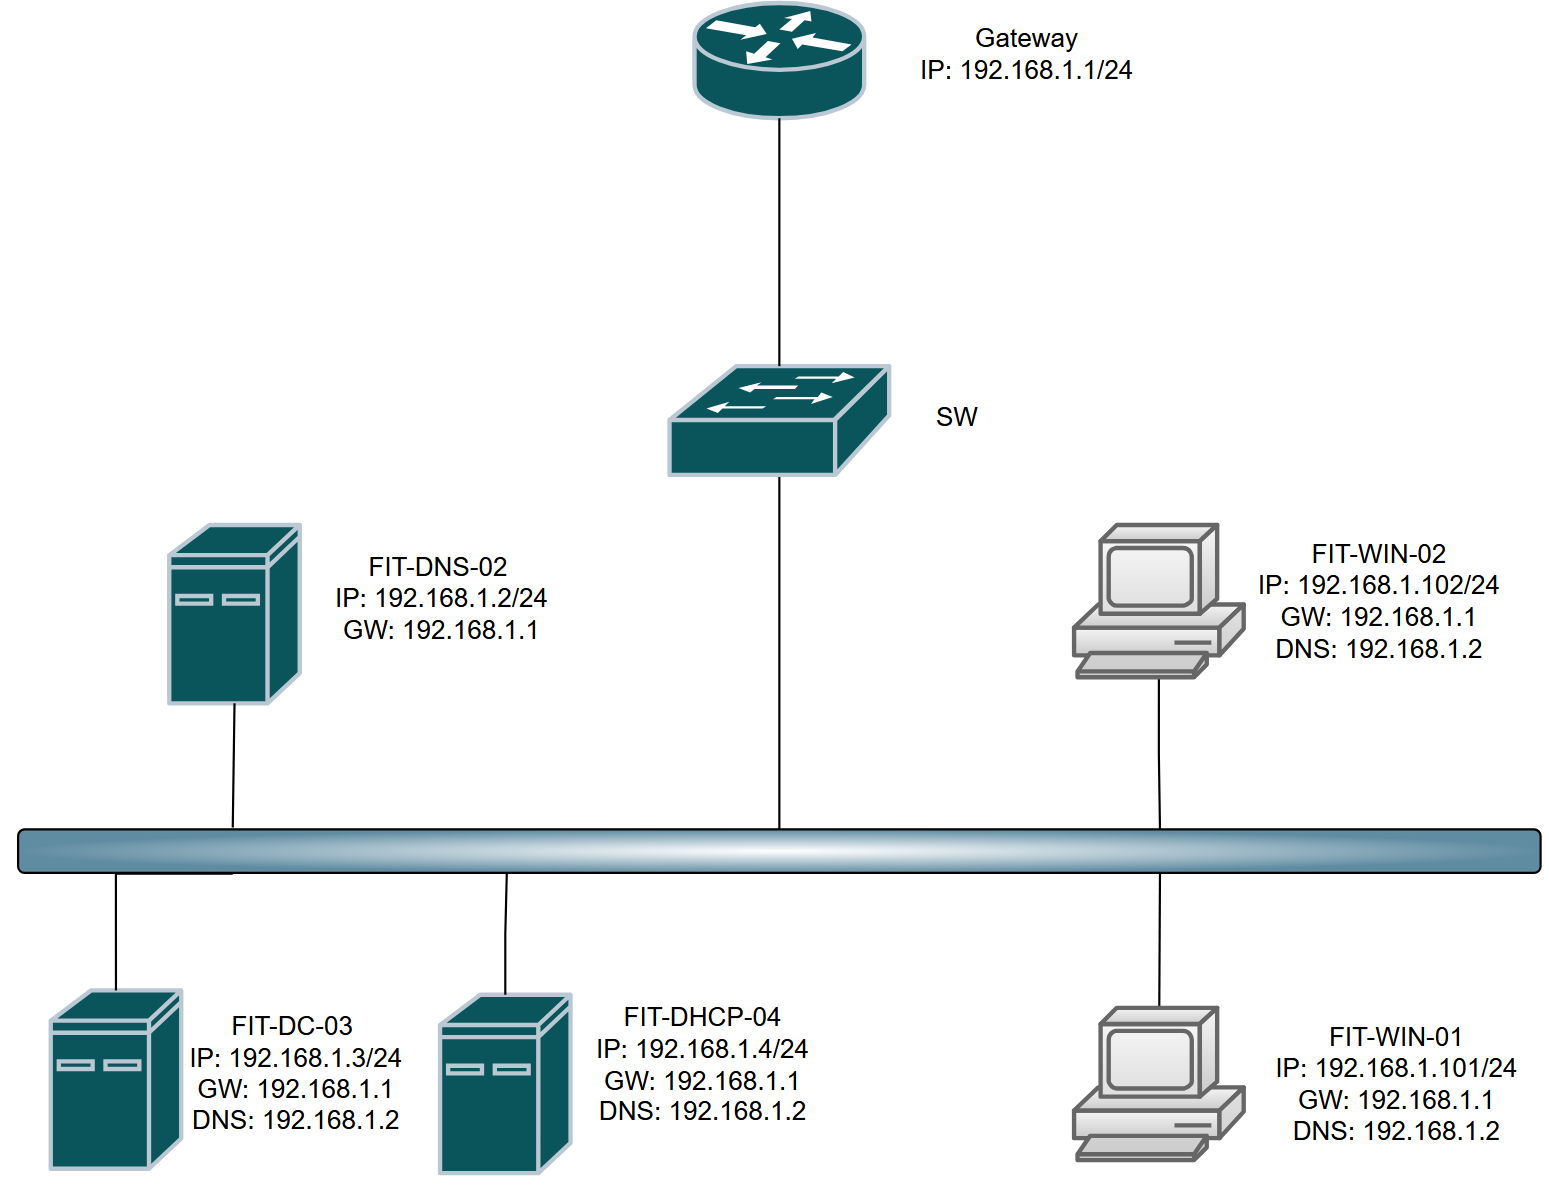 Gateway
IP: 192.168.1.1/24
SW
FIT-DNS-02
IP: 192.168.1.2/24
GW: 192.168.1.1
FIT-WIN-02
IP: 192.168.1.102/24
GW: 192.168.1.1
DNS: 192.168.1.2
FIT-DC-03
IP: 192.168.1.3/24
GW: 192.168.1.1
DNS: 192.168.1.2
FIT-DHCP-04
IP: 192.168.1.4/24
GW: 192.168.1.1
DNS: 192.168.1.2
FIT-WIN-01
IP: 192.168.1.101/24
GW: 192.168.1.1
DNS: 192.168.1.2